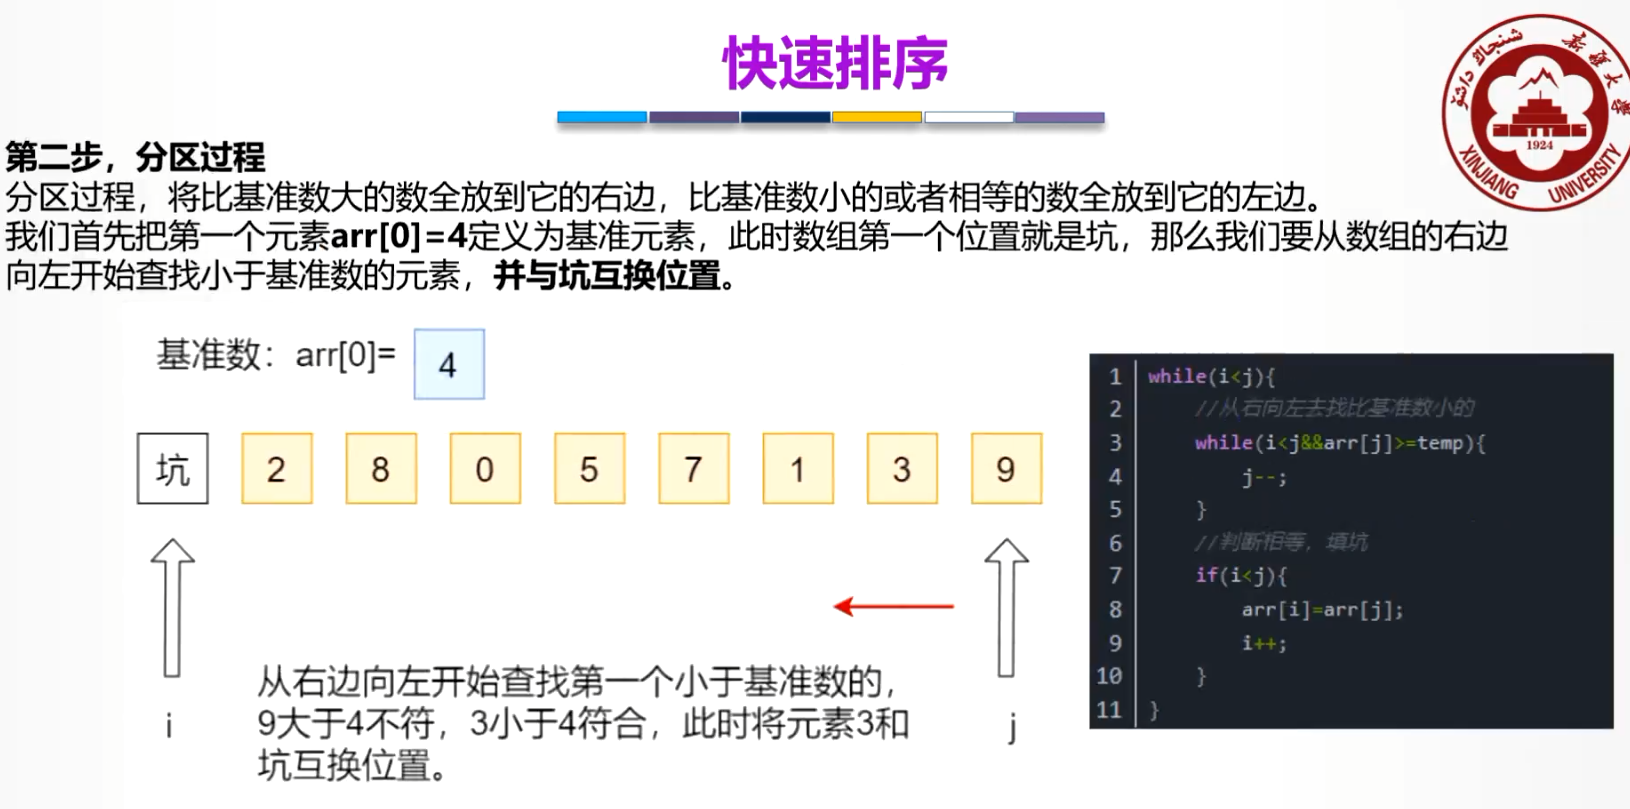 快速排序
شىنجاڭ داشۆ
新疆大学
1924
XINJIANG UNIVERSITY
第二步，分区过程
分区过程，将比基准数大的数全放到它的右边，比基准数小的或者相等的数全放到它的左边。
我们首先把第一个元素arr[0]=4定义为基准元素，此时数组第一个位置就是坑，那么我们要从数组的右边
向左开始查找小于基准数的元素，并与坑互换位置。
基准数：arr[0]= 4
坑 2 8 0 5 7 1 3 9
i
j
从右边向左开始查找第一个小于基准数的，
9大于4不符，3小于4符合，此时将元素3和
坑互换位置。
1 while(i<j){
2 //从右向左去找比基准数小的
3 while(i<j&&arr[j]>=temp){
4 j--;
5 }
6 //判断相等，填坑
7 if(i<j){
8 arr[i]=arr[j];
9 i++;
10 }
11 }